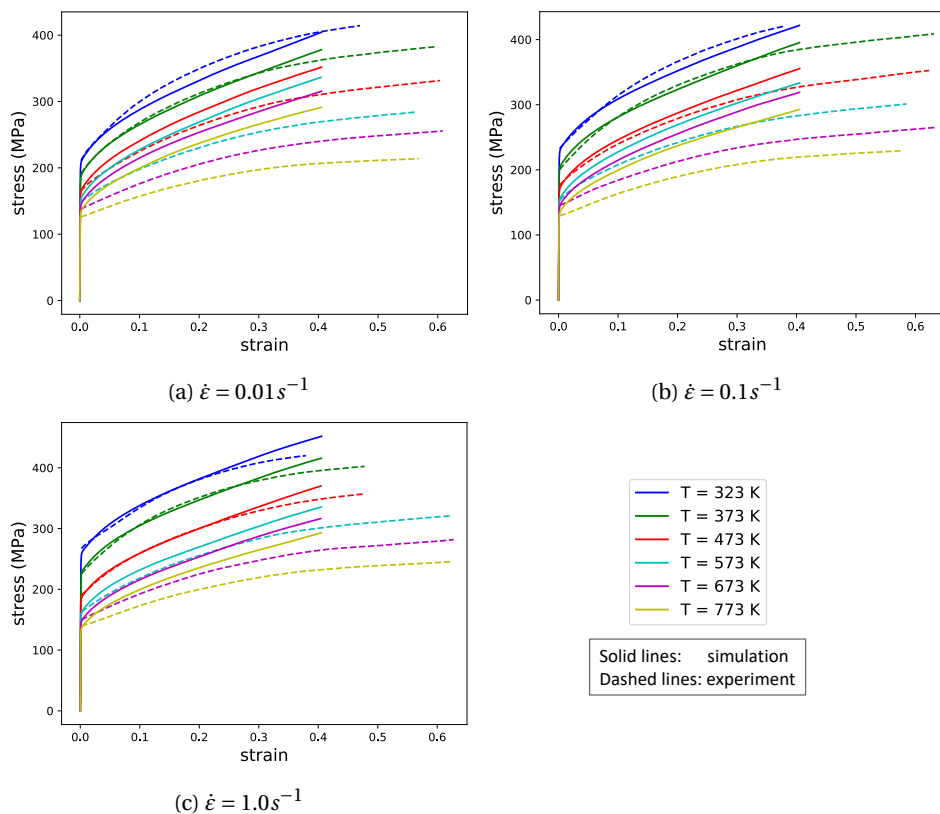 400
300
200
100
0
stress (MPa)
0.0 0.1 0.2 0.3 0.4 0.5 0.6
strain
(a) ε̇ = 0.01s⁻¹
400
300
200
100
0
stress (MPa)
0.0 0.1 0.2 0.3 0.4 0.5 0.6
strain
(b) ε̇ = 0.1s⁻¹
400
300
200
100
0
stress (MPa)
0.0 0.1 0.2 0.3 0.4 0.5 0.6
strain
(c) ε̇ = 1.0s⁻¹
T = 323 K
T = 373 K
T = 473 K
T = 573 K
T = 673 K
T = 773 K
Solid lines: simulation
Dashed lines: experiment